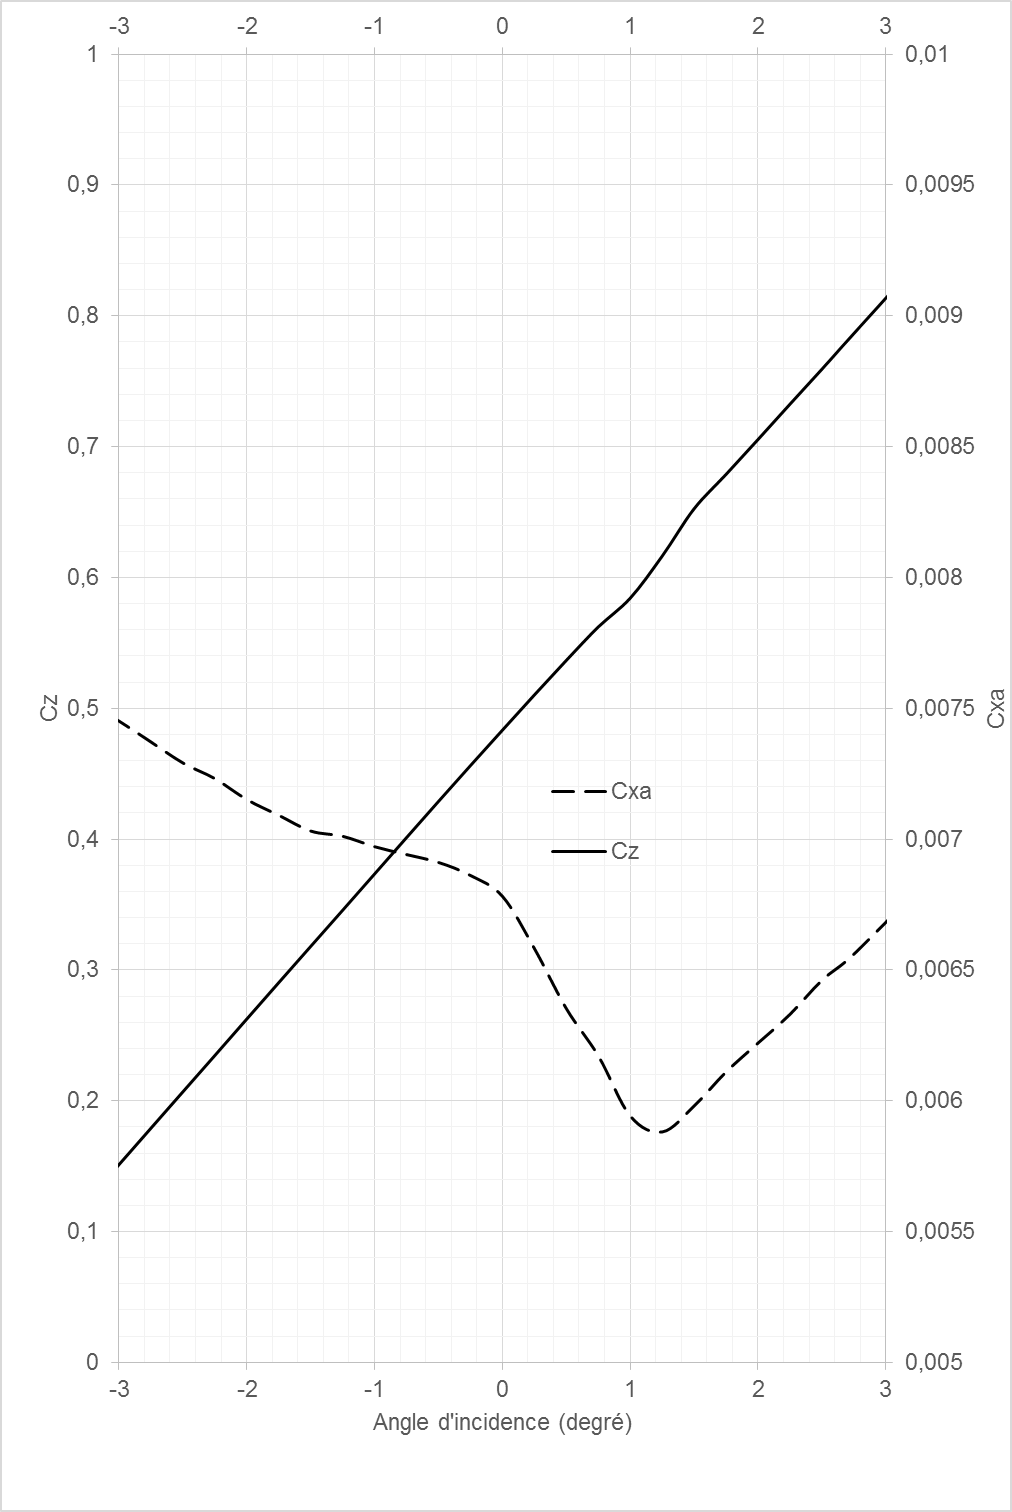 -3 -2 -1 0 1 2 3
1 0,01
0,9 0,0095
0,8 0,009
0,7 0,0085
0,6 0,008
Cz 0,5 0,0075 Cxa
Cxa
0,4 0,007
Cz
0,3 0,0065
0,2 0,006
0,1 0,0055
0 0,005
-3 -2 -1 0 1 2 3
Angle d'incidence (degré)